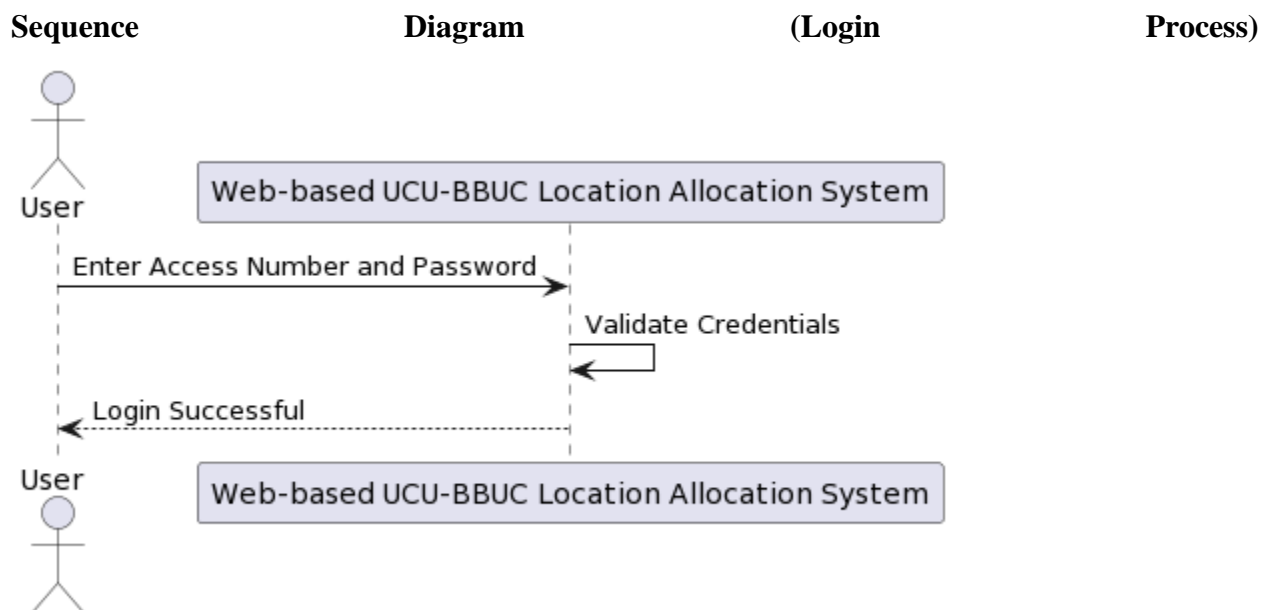 Sequence Diagram (Login Process)
User
Web-based UCU-BBUC Location Allocation System
Enter Access Number and Password
Validate Credentials
Login Successful
User
Web-based UCU-BBUC Location Allocation System